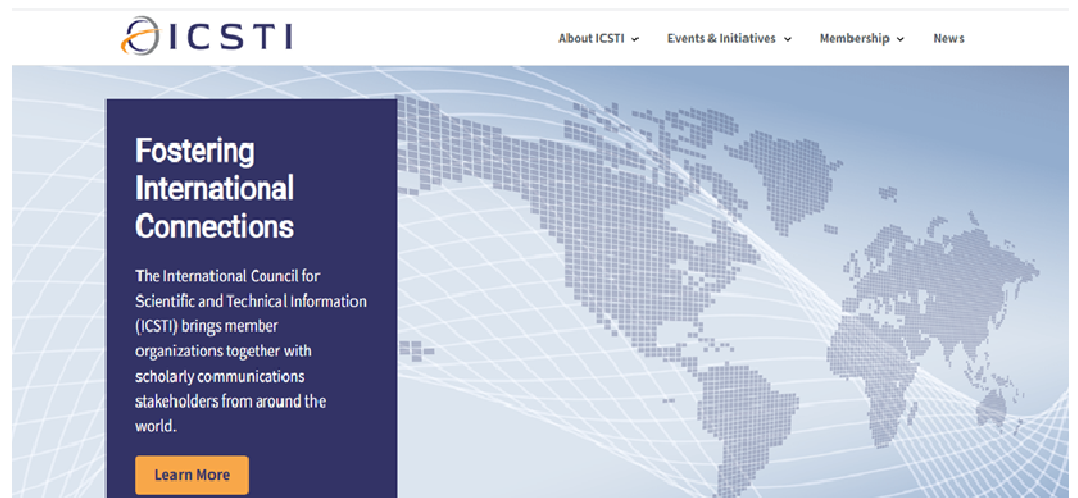 ICSTI
About ICSTI
Events & Initiatives
Membership
News
Fostering
International
Connections
The International Council for
Scientific and Technical Information
(ICSTI) brings member
organizations together with
scholarly communications
stakeholders from around the
world.
Learn More